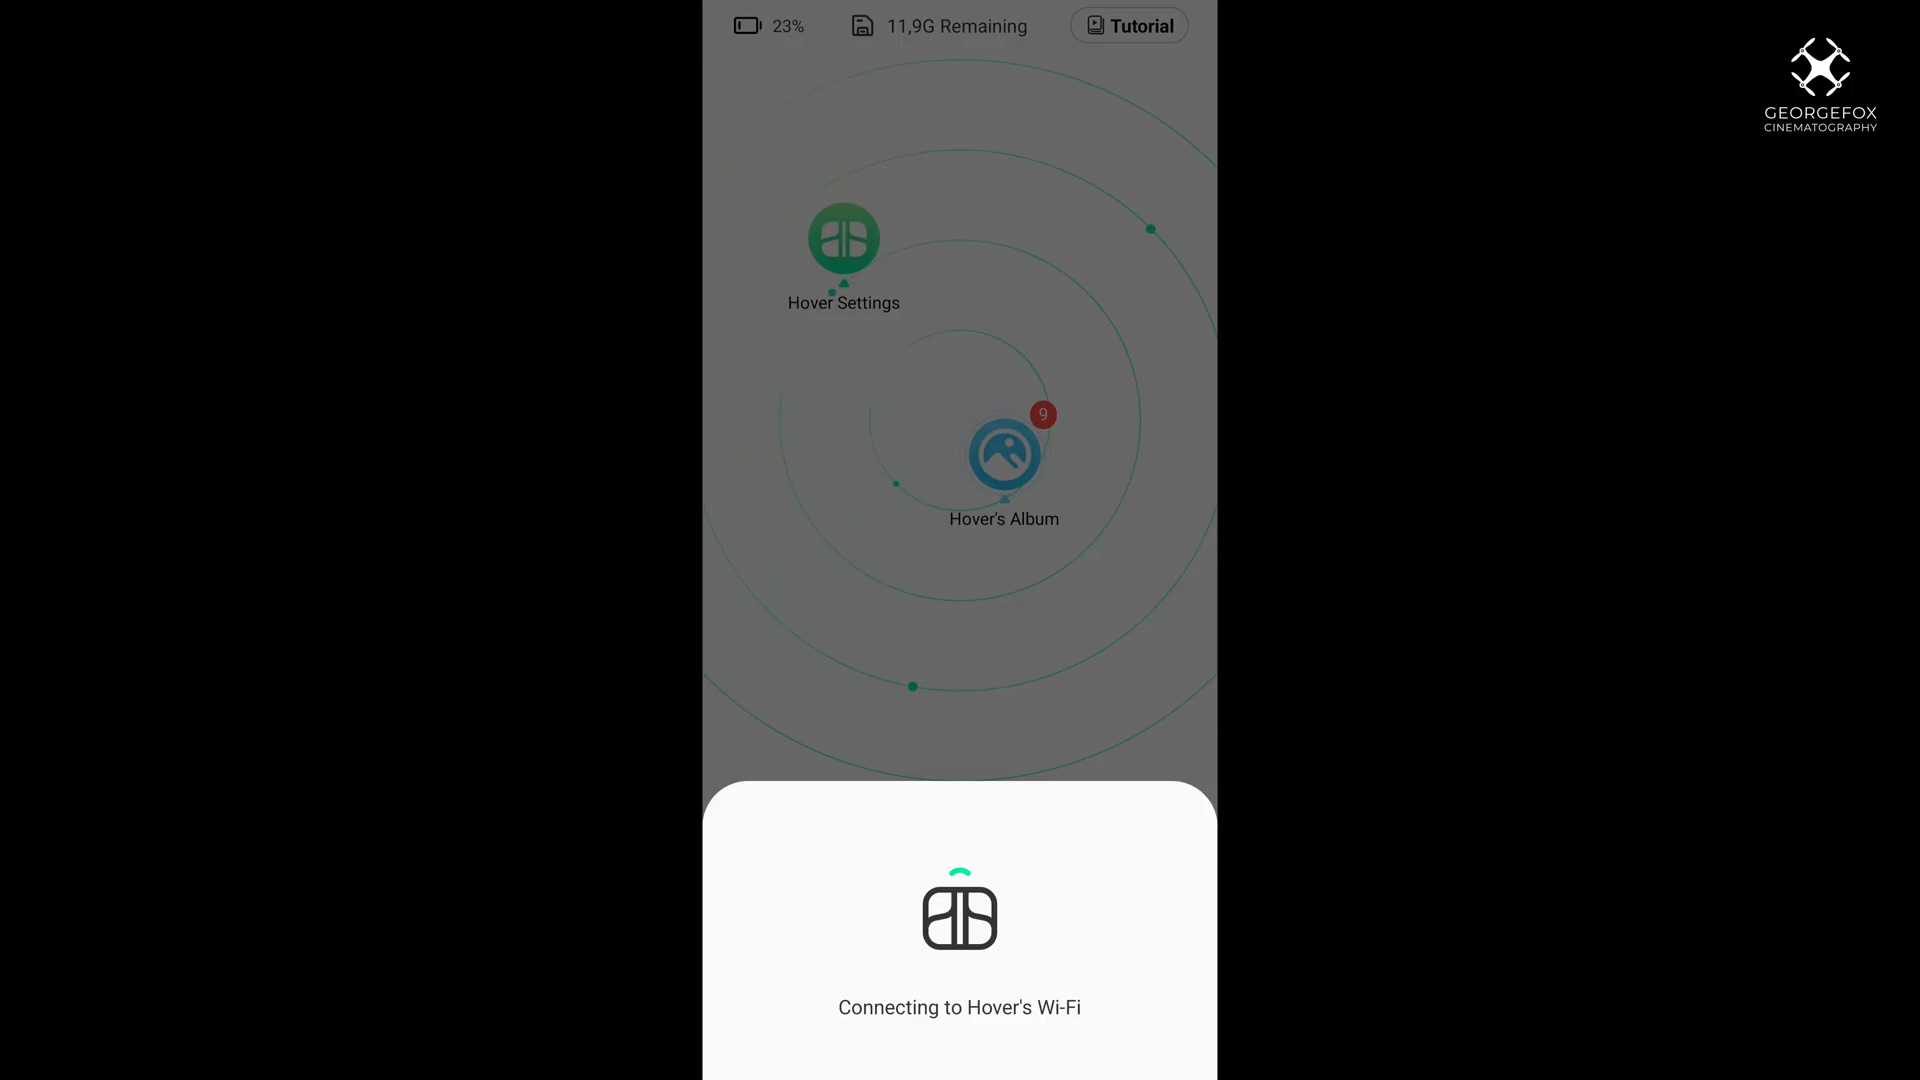 23%
11,9G Remaining
Tutorial
GEORGEFOX
CINEMATOGRAPHY
Hover Settings
9
Hover's Album
Connecting to Hover's Wi-Fi